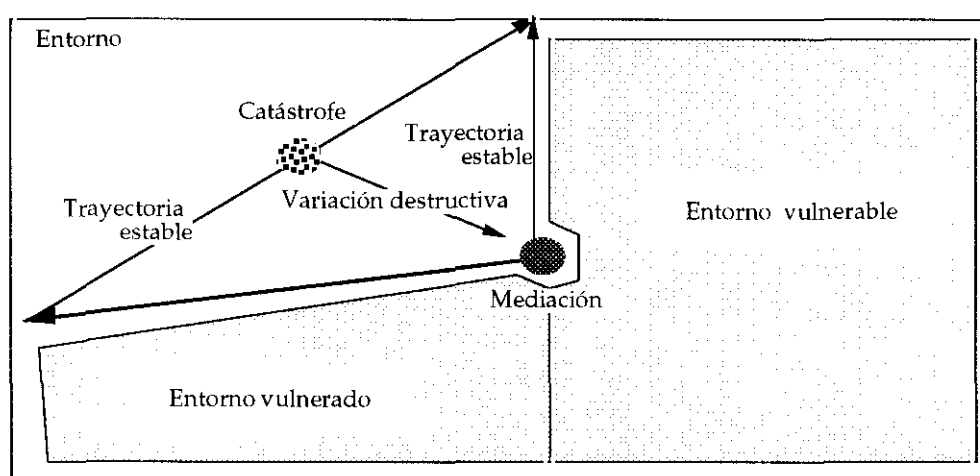 Entorno
Catástrofe
Trayectoria
estable
Variación destructiva
Trayectoria
estable
Entorno vulnerable
Mediación
Entorno vulnerado